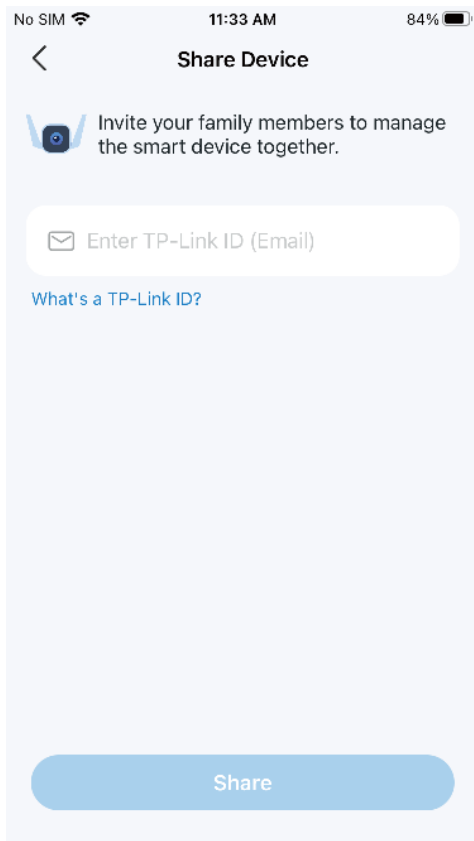 No SIM 11:33 AM 84%
Share Device
Invite your family members to manage
the smart device together.
Enter TP-Link ID (Email)
What's a TP-Link ID?
Share